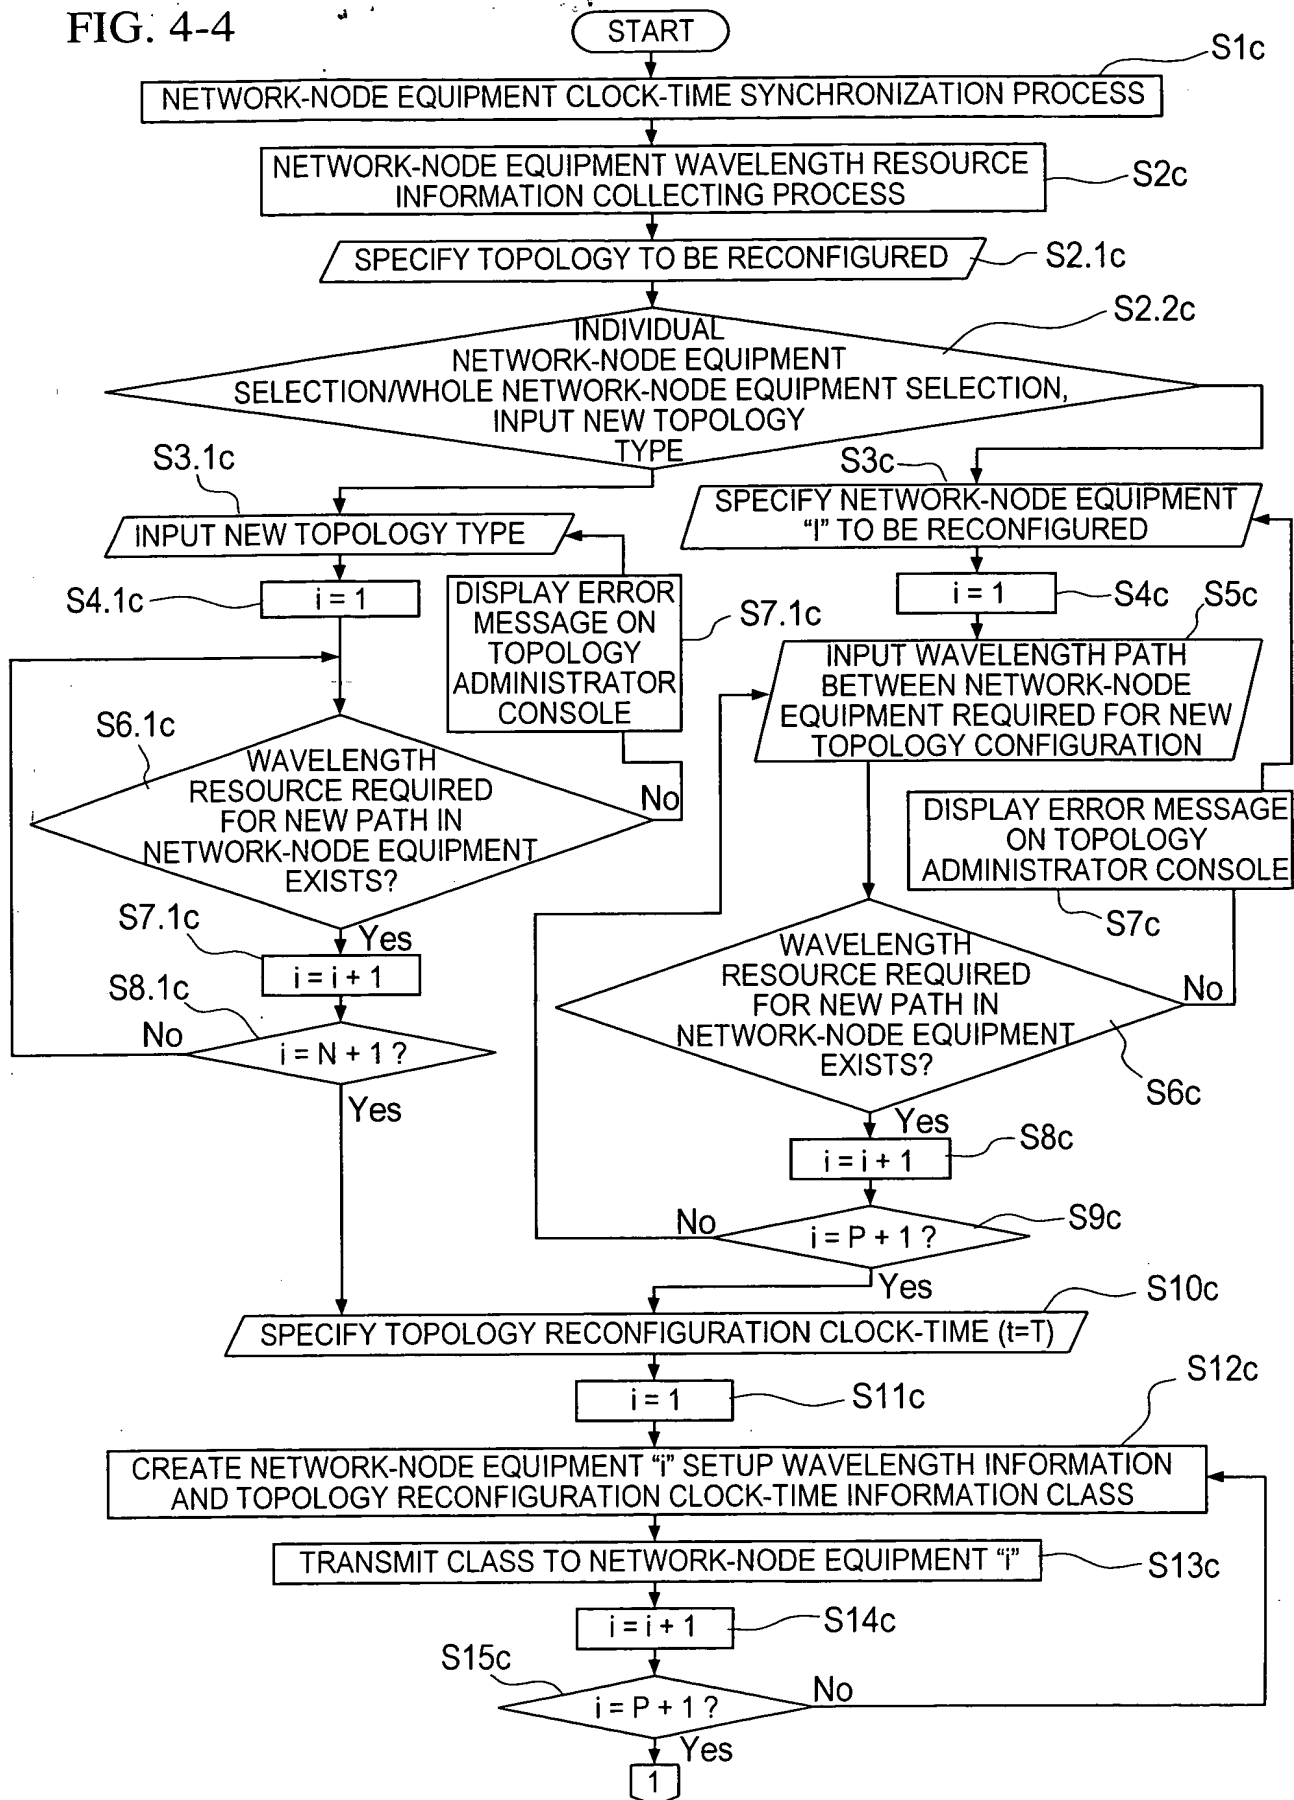 FIG. 4-4
START
S1c
NETWORK-NODE EQUIPMENT CLOCK-TIME SYNCHRONIZATION PROCESS
NETWORK-NODE EQUIPMENT WAVELENGTH RESOURCE
INFORMATION COLLECTING PROCESS
S2c
SPECIFY TOPOLOGY TO BE RECONFIGURED
S2.1c
S2.2c
INDIVIDUAL
NETWORK-NODE EQUIPMENT
SELECTION/WHOLE NETWORK-NODE EQUIPMENT SELECTION,
INPUT NEW TOPOLOGY
TYPE
S3.1c
INPUT NEW TOPOLOGY TYPE
S4.1c
i = 1
DISPLAY ERROR
MESSAGE ON
TOPOLOGY
ADMINISTRATOR
CONSOLE
S7.1c
S6.1c
WAVELENGTH
RESOURCE REQUIRED
FOR NEW PATH IN
NETWORK-NODE EQUIPMENT
EXISTS?
No
Yes
S7.1c
i = i + 1
S8.1c
No
i = N + 1 ?
Yes
S3c
SPECIFY NETWORK-NODE EQUIPMENT
“I” TO BE RECONFIGURED
i = 1
S4c
S5c
INPUT WAVELENGTH PATH
BETWEEN NETWORK-NODE
EQUIPMENT REQUIRED FOR NEW
TOPOLOGY CONFIGURATION
DISPLAY ERROR MESSAGE
ON TOPOLOGY
ADMINISTRATOR CONSOLE
S7c
WAVELENGTH
RESOURCE REQUIRED
FOR NEW PATH IN
NETWORK-NODE EQUIPMENT
EXISTS?
No
S6c
Yes
i = i + 1
S8c
No
i = P + 1 ?
S9c
Yes
S10c
SPECIFY TOPOLOGY RECONFIGURATION CLOCK-TIME (t=T)
i = 1
S11c
S12c
CREATE NETWORK-NODE EQUIPMENT “i” SETUP WAVELENGTH INFORMATION
AND TOPOLOGY RECONFIGURATION CLOCK-TIME INFORMATION CLASS
TRANSMIT CLASS TO NETWORK-NODE EQUIPMENT “i”
S13c
i = i + 1
S14c
S15c
i = P + 1 ?
No
Yes
1